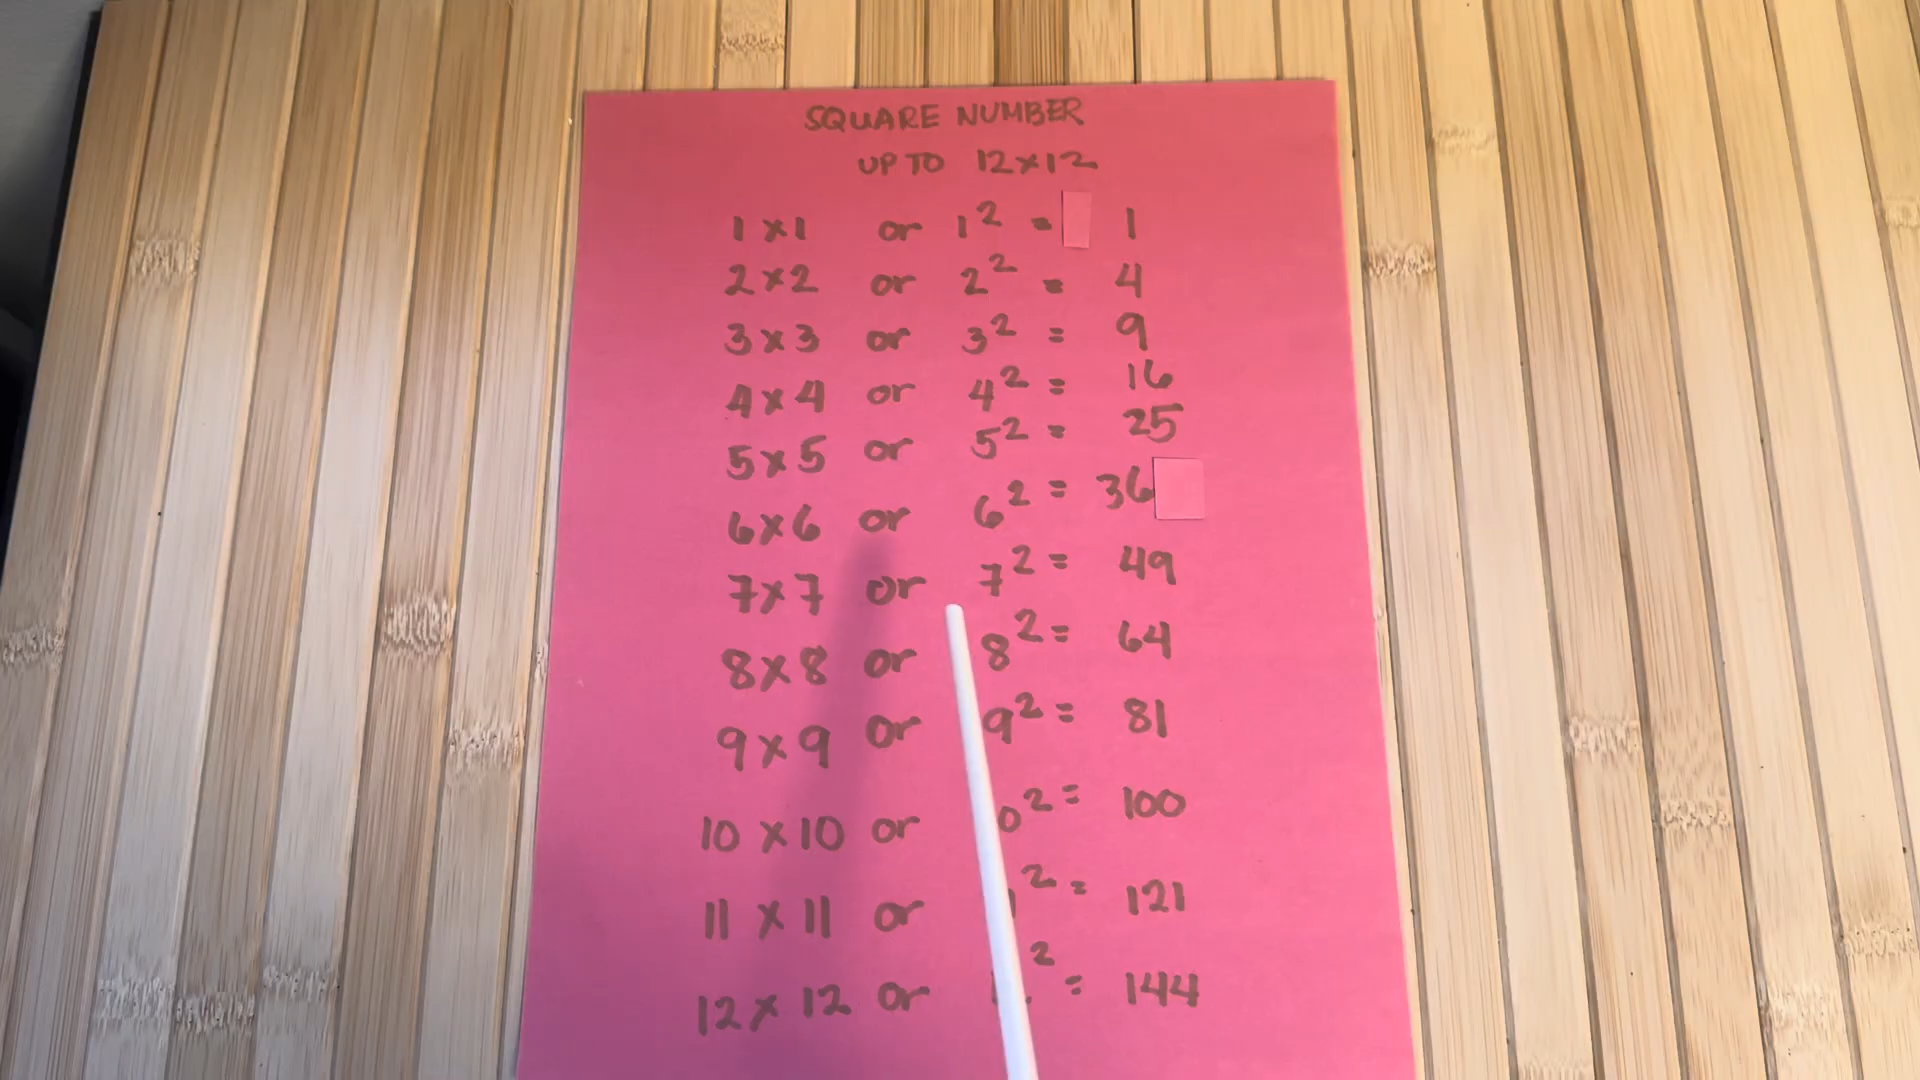 SQUARE NUMBER
UP TO 12x12
1x1 or 1² = 1
2x2 or 2² = 4
3x3 or 3² = 9
4x4 or 4² = 16
5x5 or 5² = 25
6x6 or 6² = 36
7x7 or 7² = 49
8x8 or 8² = 64
9x9 or 9² = 81
10x10 or 0² = 100
11x11 or ² = 121
12x12 or ² = 144